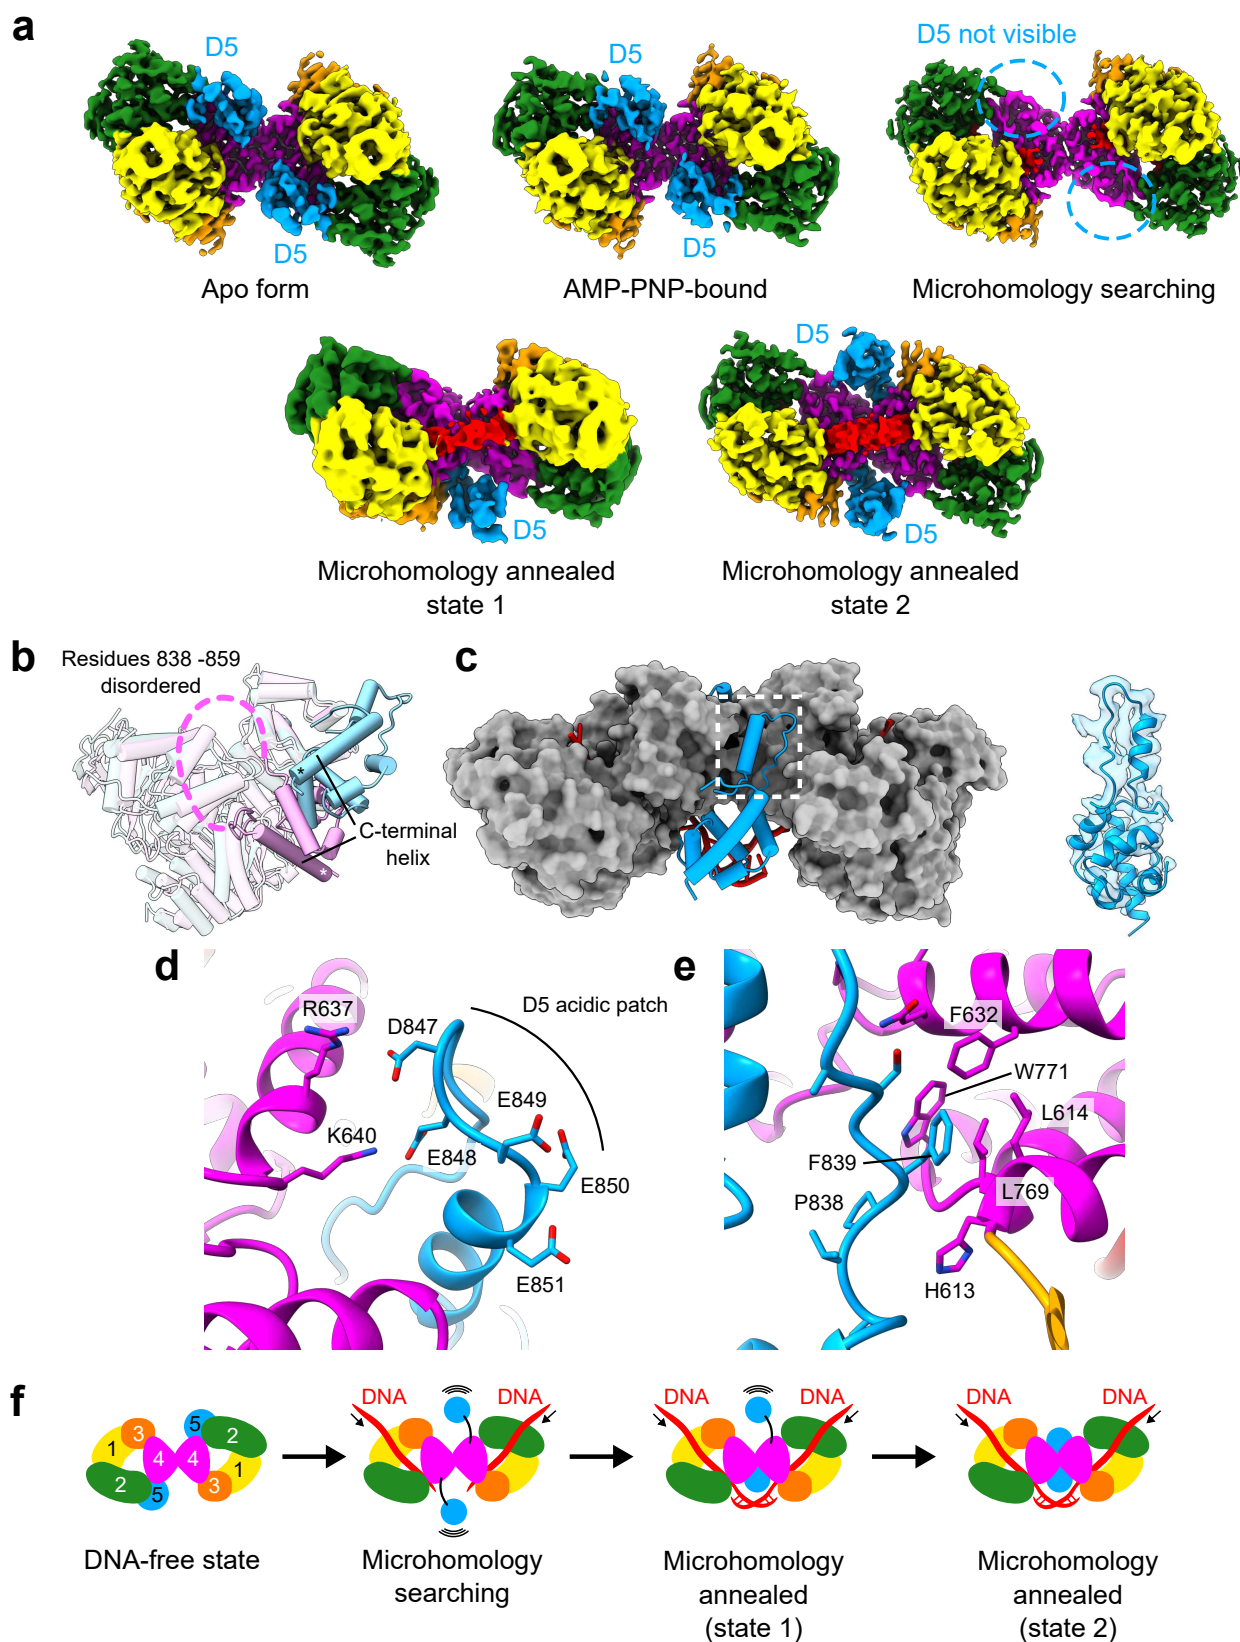 a
D5
D5
D5 not visible
D5
D5
Apo form
AMP-PNP-bound
Microhomology searching
D5
D5
D5
Microhomology annealed
state 1
Microhomology annealed
state 2
b
Residues 838 -859
disordered
*
*
C-terminal
helix
c
d
R637
D847
D5 acidic patch
E849
K640
E848
E850
E851
e
F632
W771
L614
F839
L769
P838
H613
f
DNA
DNA
DNA
DNA
DNA
DNA
1
3
5
2
4
4
2
5
3
1
DNA-free state
Microhomology
searching
Microhomology
annealed
(state 1)
Microhomology
annealed
(state 2)